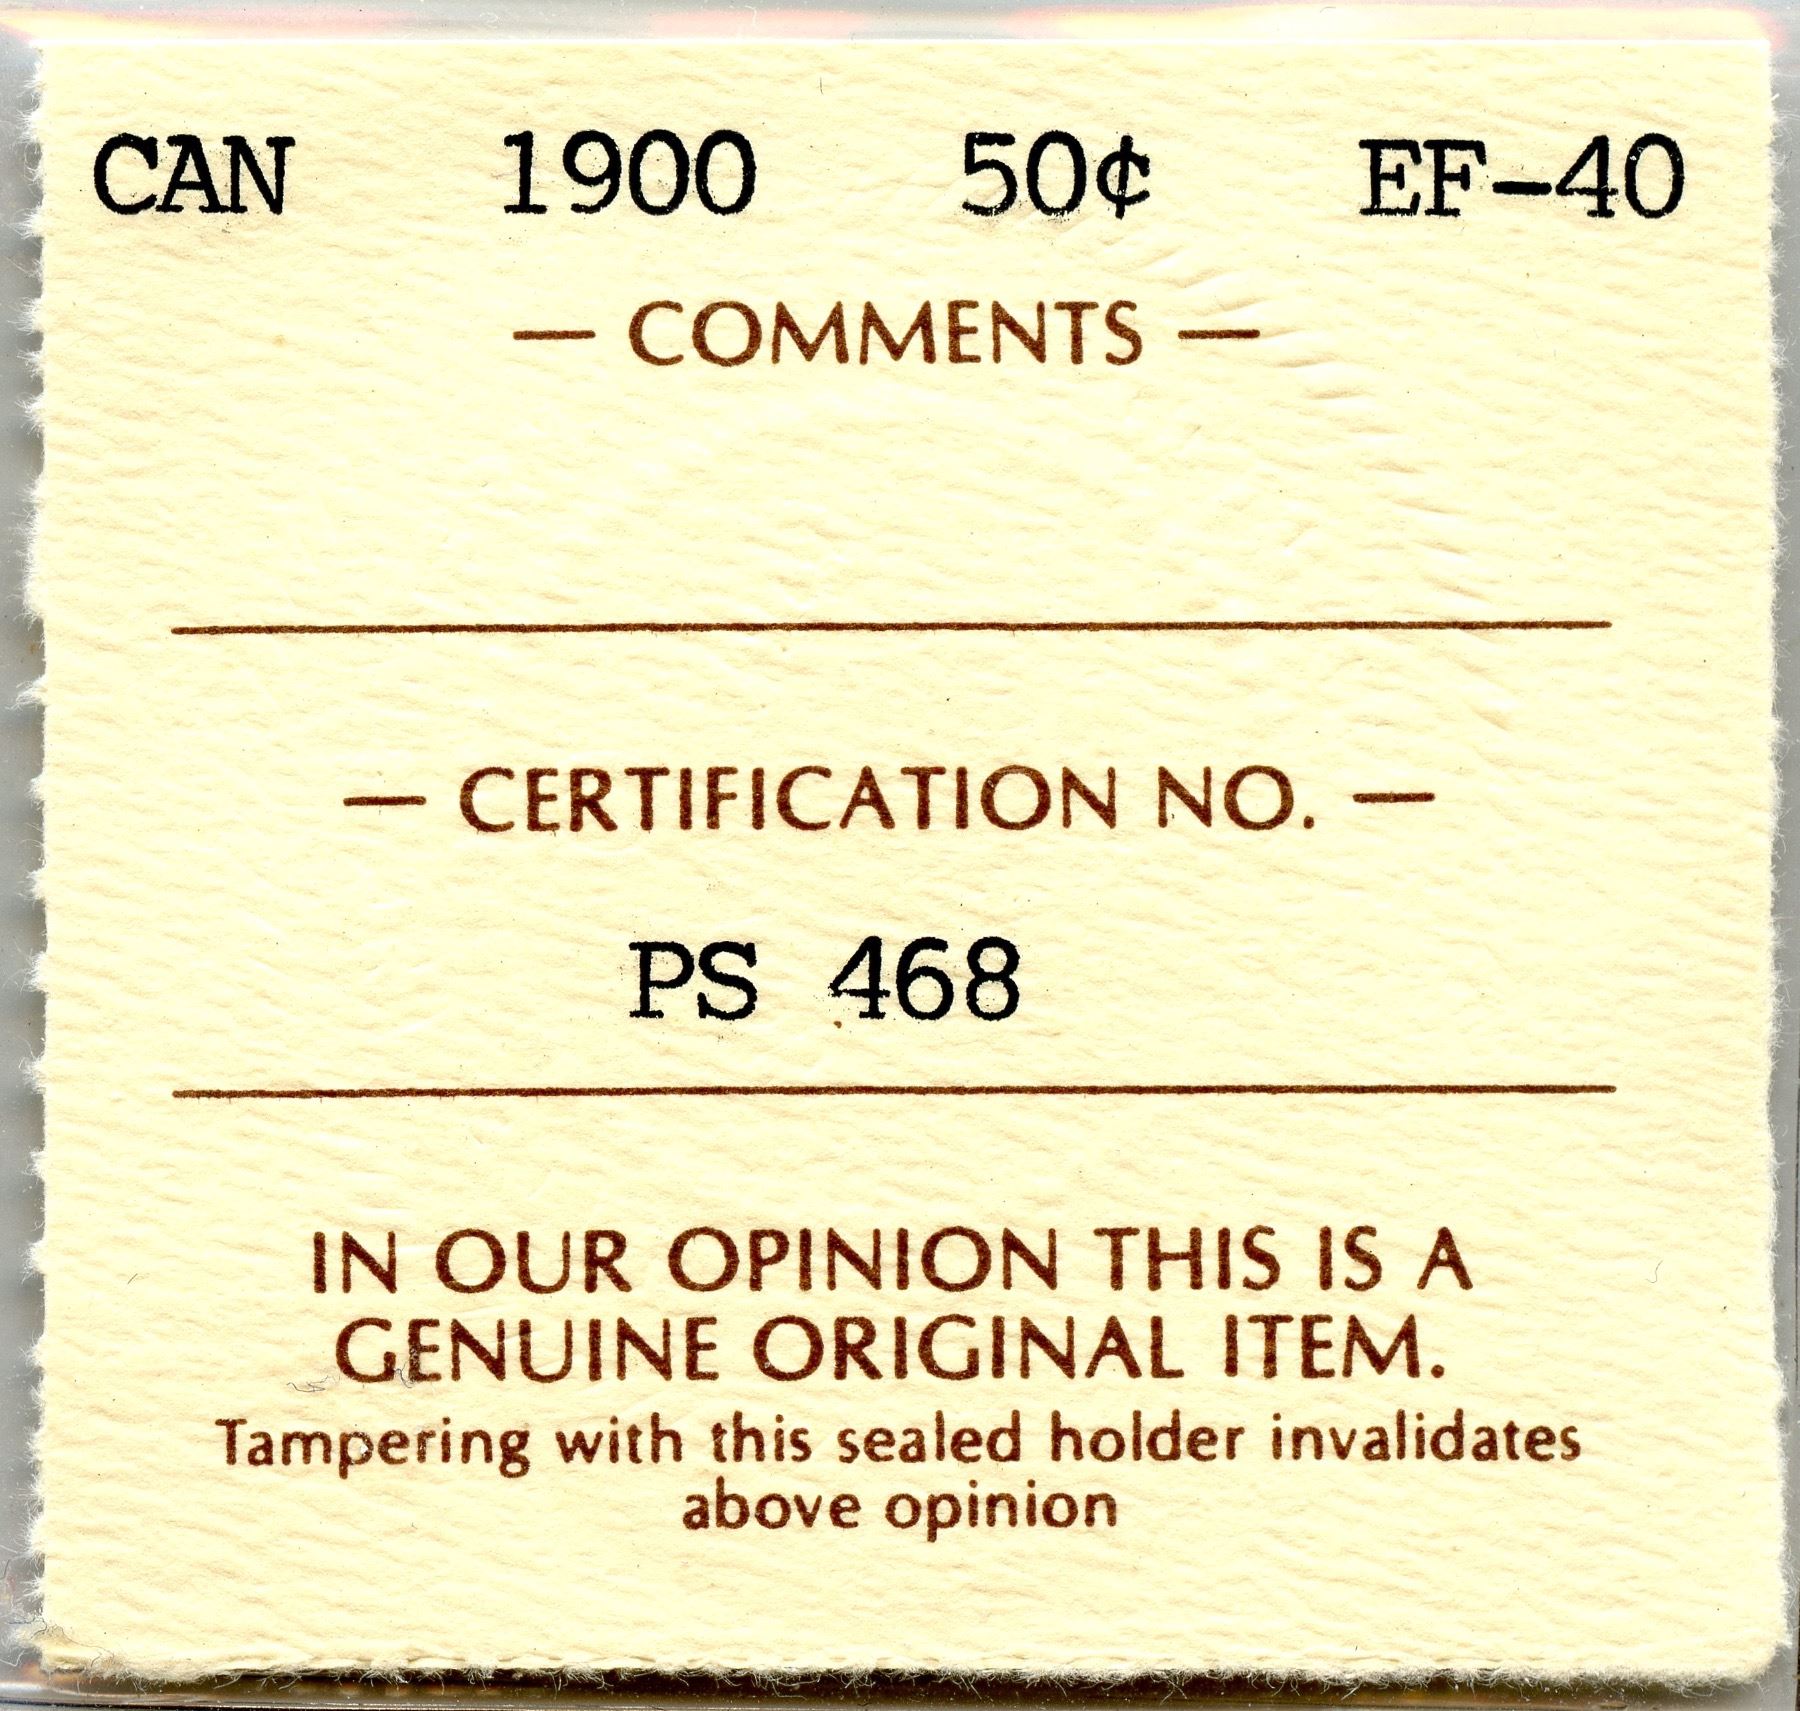 CAN 1900 50¢ EF-40
— COMMENTS —
— CERTIFICATION NO. —
PS 468
IN OUR OPINION THIS IS A
GENUINE ORIGINAL ITEM.
Tampering with this sealed holder invalidates
above opinion